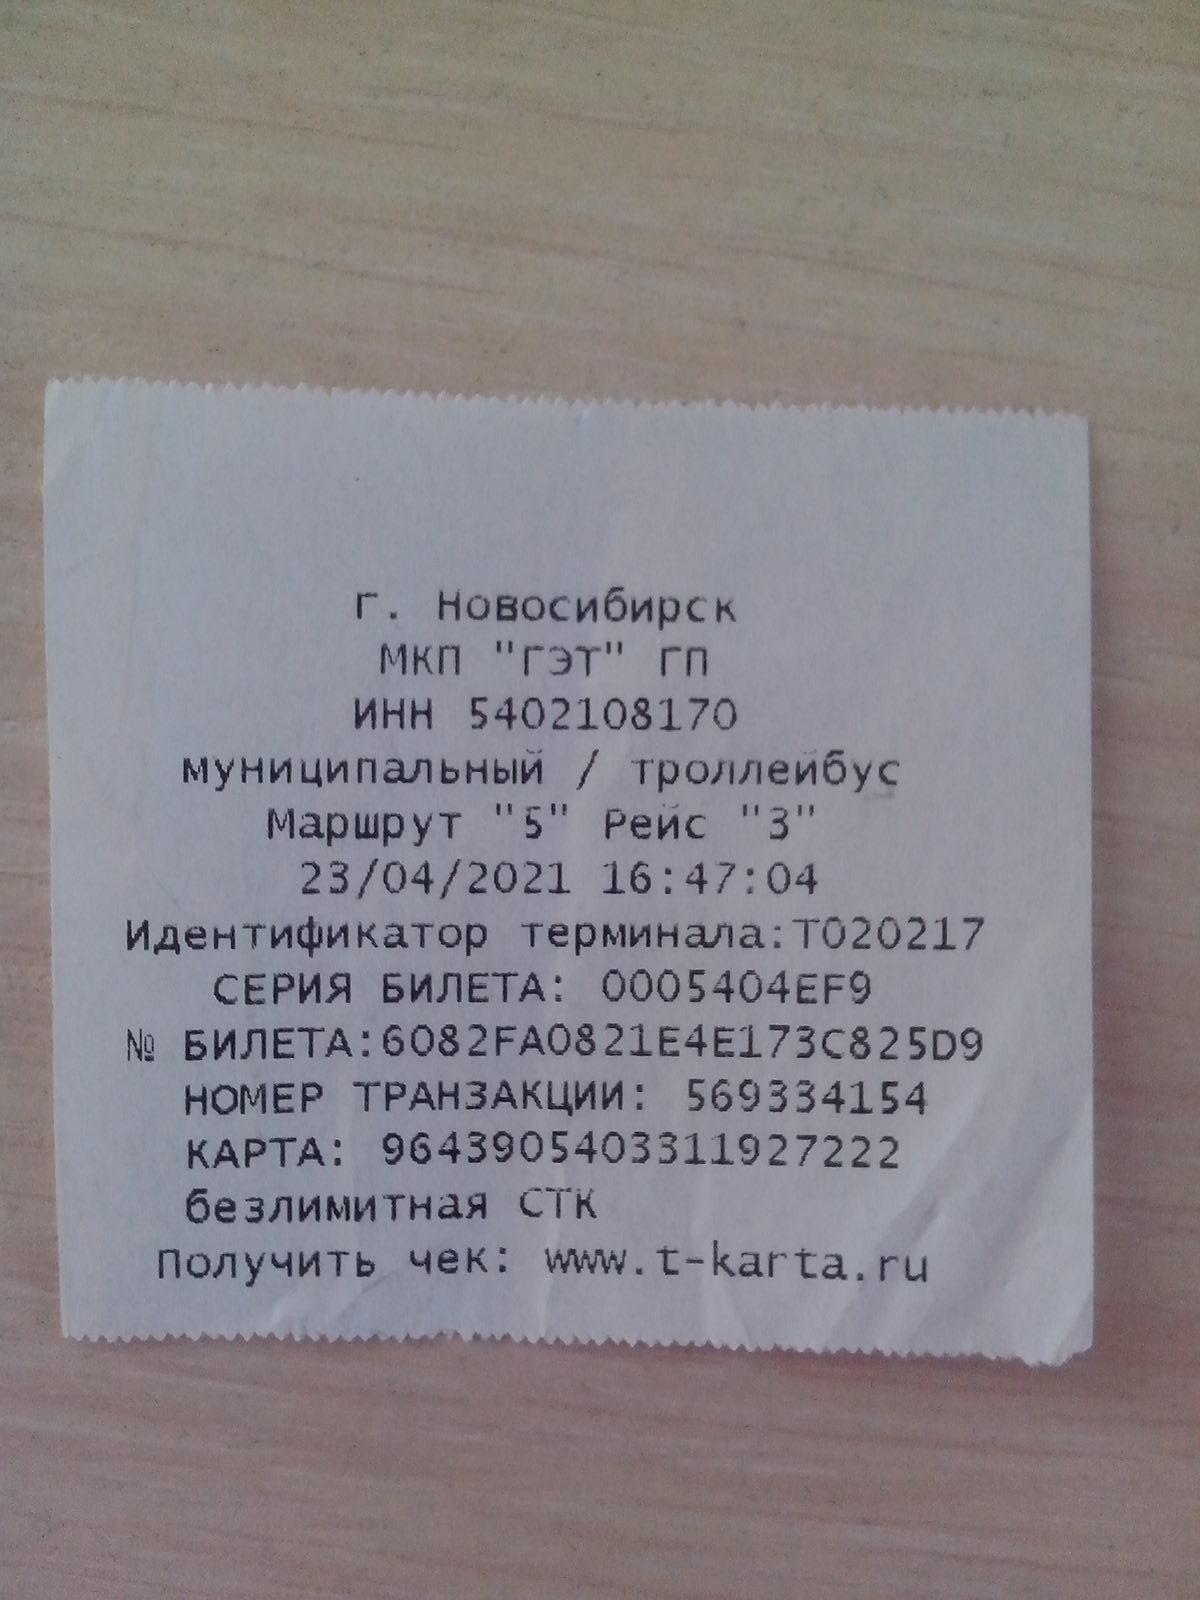 г. Новосибирск
МКП "ГЭТ" ГП
ИНН 5402108170
муниципальный / троллейбус
Маршрут "5" Рейс "3"
23/04/2021 16:47:04
Идентификатор терминала:T020217
СЕРИЯ БИЛЕТА: 0005404EF9
№ БИЛЕТА:6082FA0821E4E173C825D9
НОМЕР ТРАНЗАКЦИИ: 569334154
КАРТА: 9643905403311927222
безлимитная СТК
Получить чек: www.t-karta.ru